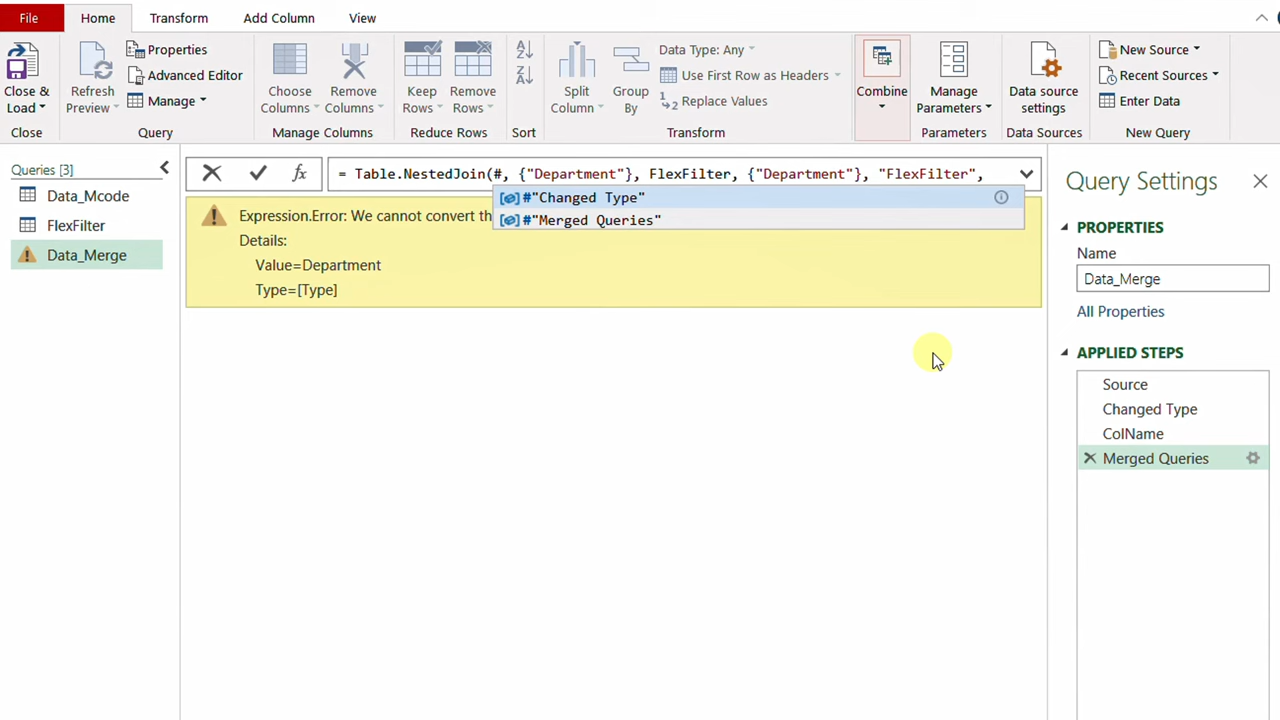 File Home Transform Add Column View
Close & Load
Close
Refresh Preview
Properties
Advanced Editor
Manage
Query
Choose Columns
Remove Columns
Manage Columns
Keep Rows
Remove Rows
Reduce Rows
Sort
Split Column
Group By
Data Type: Any
Use First Row as Headers
Replace Values
Transform
Combine
Manage Parameters
Parameters
Data source settings
Data Sources
New Source
Recent Sources
Enter Data
New Query
Queries [3]
Data_Mcode
FlexFilter
Data_Merge
fx
= Table.NestedJoin(#, {"Department"}, FlexFilter, {"Department"}, "FlexFilter",
#"Changed Type"
#"Merged Queries"
Expression.Error: We cannot convert
Details:
Value=Department
Type=[Type]
Query Settings
PROPERTIES
Name
Data_Merge
All Properties
APPLIED STEPS
Source
Changed Type
ColName
Merged Queries